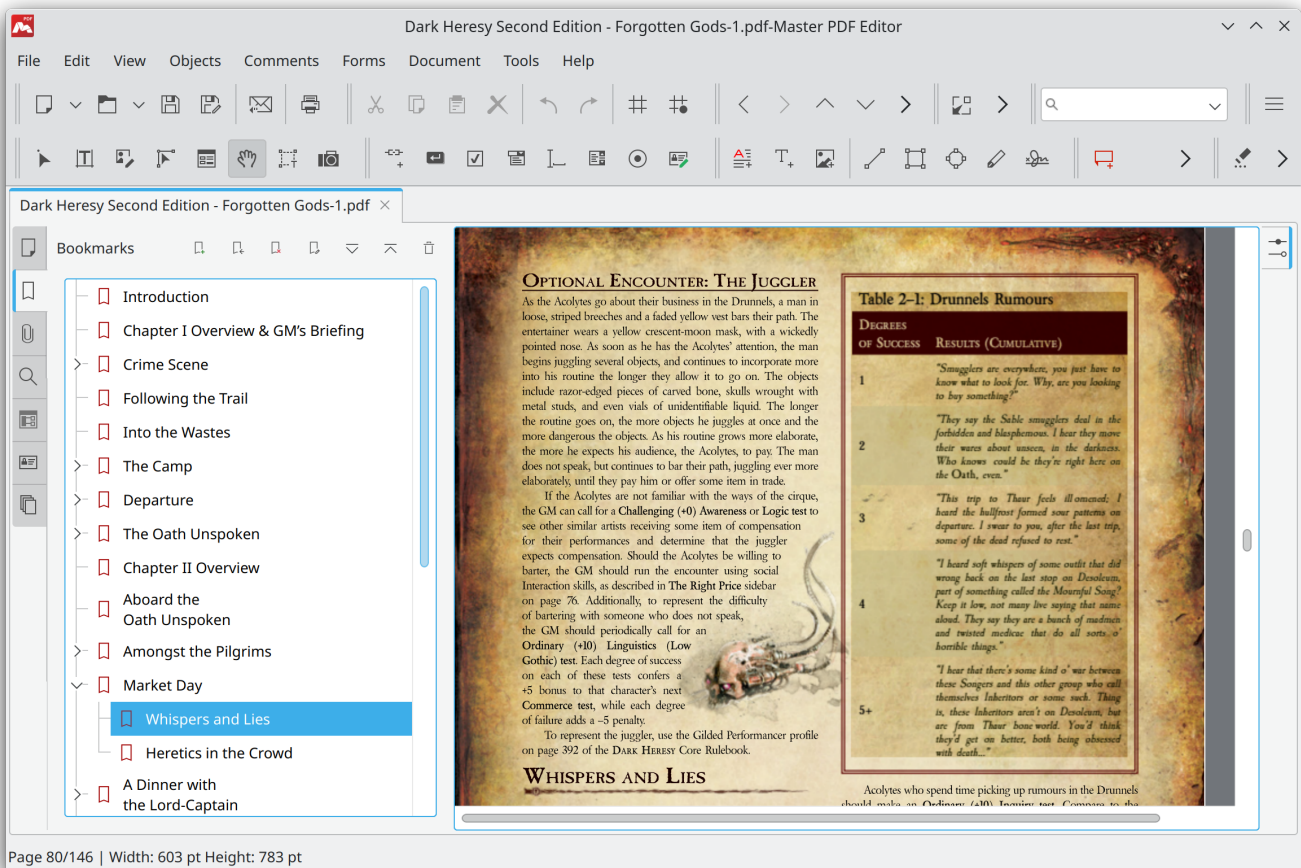 Dark Heresy Second Edition - Forgotten Gods-1.pdf-Master PDF Editor
File Edit View Objects Comments Forms Document Tools Help
Dark Heresy Second Edition - Forgotten Gods-1.pdf
Bookmarks
Introduction
Chapter I Overview & GM's Briefing
Crime Scene
Following the Trail
Into the Wastes
The Camp
Departure
The Oath Unspoken
Chapter II Overview
Aboard the
Oath Unspoken
Amongst the Pilgrims
Market Day
Whispers and Lies
Heretics in the Crowd
A Dinner with
the Lord-Captain
OPTIONAL ENCOUNTER: THE JUGGLER
As the Acolytes go about their business in the Drunnels, a man in
loose, striped breeches and a faded yellow vest bars their path. The
entertainer wears a yellow crescent-moon mask, with a wickedly
pointed nose. As soon as he has the Acolytes' attention, the man
begins juggling several objects, and continues to incorporate more
into his routine the longer they allow it to go on. The objects
include razor-edged pieces of carved bone, skulls wrought with
metal studs, and even vials of unidentifiable liquid. The longer
the routine goes on, the more objects he juggles at once and the
more dangerous the objects. As his routine grows more elaborate,
the more he expects his audience, the Acolytes, to pay. The man
does not speak, but continues to bar their path, juggling ever more
elaborately, until they pay him or offer some item in trade.
If the Acolytes are not familiar with the ways of the cirque,
the GM can call for a Challenging (+0) Awareness or Logic test to
see other similar artists receiving some item of compensation
for their performances and determine that the juggler
expects compensation. Should the Acolytes be willing to
barter, the GM should run the encounter using social
Interaction skills, as described in The Right Price sidebar
on page 76. Additionally, to represent the difficulty
of bartering with someone who does not speak,
the GM should periodically call for an
Ordinary (+10) Linguistics (Low
Gothic) test. Each degree of success
on each of these tests confers a
+5 bonus to that character's next
Commerce test, while each degree
of failure adds a –5 penalty.
To represent the juggler, use the Gilded Performancer profile
on page 392 of the DARK HERESY Core Rulebook.
WHISPERS AND LIES
Table 2–1: Drunnels Rumours
DEGREES
OF SUCCESS RESULTS (CUMULATIVE)
1
"Smugglers are everywhere, you just have to
know what to look for. Why, are you looking
to buy something?"
2
"They say the Sable smugglers deal in the
forbidden and blasphemous. I hear they move
their wares about unseen, in the darkness.
Who knows could be they're right here on
the Oath, even."
3
"This trip to Thaur feels ill omened; I
heard the hullfrost formed sour patterns on
departure. I swear to you, after the last trip,
some of the dead refused to rest."
4
"I heard soft whispers of some outfit that did
wrong back on the last stop on Desoleum,
part of something called the Mournful Song?
Keep it low, not many live saying that name
aloud. They say they are a bunch of madmen
and twisted medicae that do all sorts o'
horrible things."
5+
"I hear that there's some kind o' war between
these Songers and this other group who call
themselves Inheritors or some such. Thing
is, these Inheritors aren't on Desoleum, but
are from Thaur bone world. You'd think
they'd get on better, both being obsessed
with death..."
Acolytes who spend time picking up rumours in the Drunnels
should make an Ordinary (+10) Inquiry test. Compare to the
Page 80/146 | Width: 603 pt Height: 783 pt